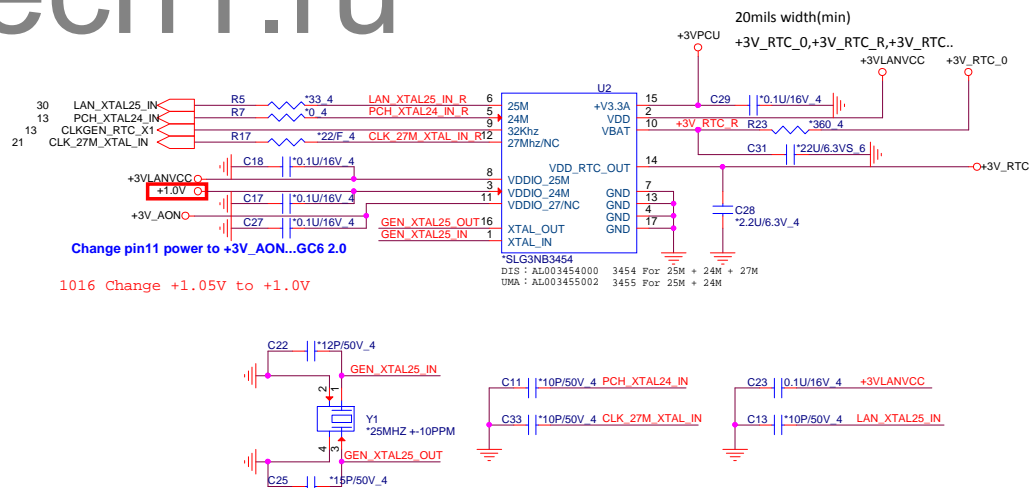 ecn1.ru
20mils width(min)
+3VPCU
+3V_RTC_0,+3V_RTC_R,+3V_RTC..
+3VLANVCC
+3V_RTC_0
U2
30 LAN_XTAL25_IN R5 *33_4 LAN_XTAL25_IN_R 6 25M +V3.3A 15 C29 *0.1U/16V_4
13 PCH_XTAL24_IN R7 *0_4 PCH_XTAL24_IN_R 5 24M VDD 2
13 CLKGEN_RTC_X1 9 32Khz VBAT 10 +3V_RTC_R R23 *360_4
21 CLK_27M_XTAL_IN R17 *22/F_4 CLK_27M_XTAL_IN_R 12 27Mhz/NC
C31 *22U/6.3VS_6
C18 *0.1U/16V_4
VDD_RTC_OUT 14 +3V_RTC
+3VLANVCC 8 VDDIO_25M
+1.0V 3 VDDIO_24M GND 7
C17 *0.1U/16V_4 11 VDDIO_27/NC GND 13
+3V_AON GND 4
C27 *0.1U/16V_4 GEN_XTAL25_OUT 16 XTAL_OUT GND 17
C28
*2.2U/6.3V_4
GEN_XTAL25_IN 1 XTAL_IN
Change pin11 power to +3V_AON...GC6 2.0
*SLG3NB3454
DIS : AL003454000 3454 For 25M + 24M + 27M
UMA : AL003455002 3455 For 25M + 24M
1016 Change +1.05V to +1.0V
C22 *12P/50V_4
GEN_XTAL25_IN
2 1
Y1
*25MHZ +-10PPM
4 3
GEN_XTAL25_OUT
C25 *15P/50V_4
C11 *10P/50V_4 PCH_XTAL24_IN
C33 *10P/50V_4 CLK_27M_XTAL_IN
C23 0.1U/16V_4 +3VLANVCC
C13 *10P/50V_4 LAN_XTAL25_IN